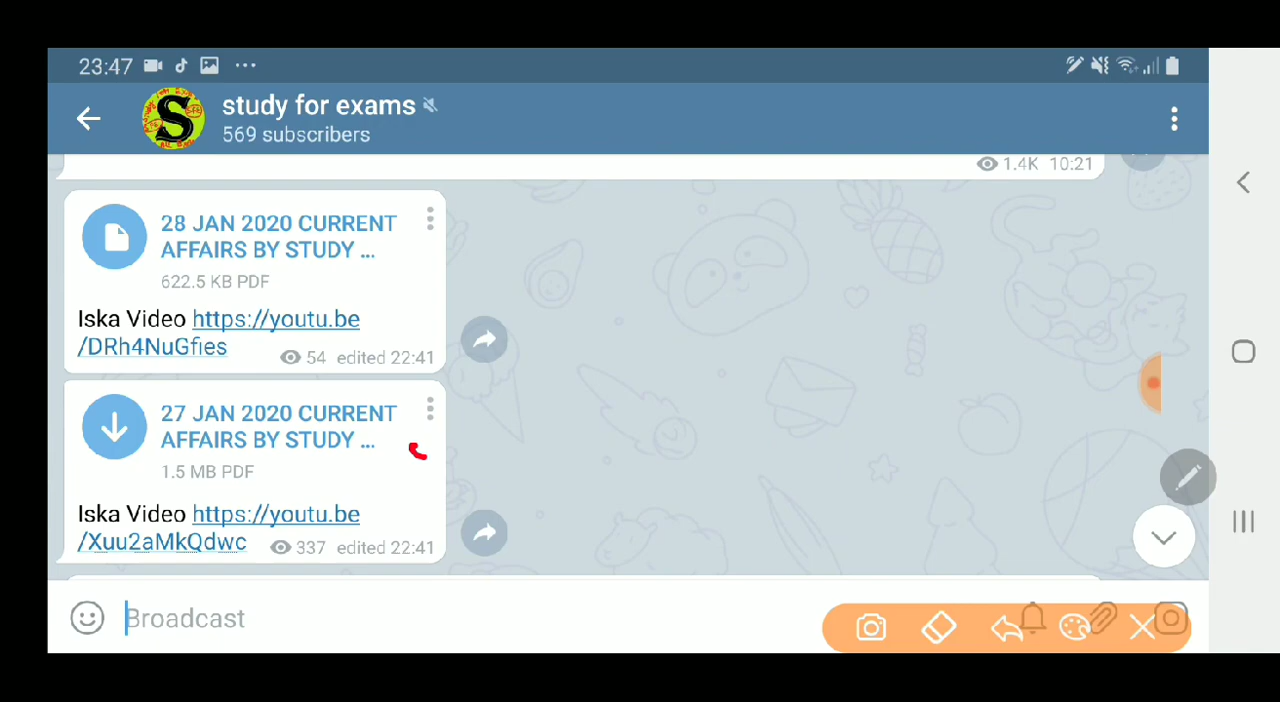 23:47
study for exams
569 subscribers
1.4K 10:21
28 JAN 2020 CURRENT
AFFAIRS BY STUDY ...
622.5 KB PDF
Iska Video https://youtu.be
/DRh4NuGfies
54 edited 22:41
27 JAN 2020 CURRENT
AFFAIRS BY STUDY ...
1.5 MB PDF
Iska Video https://youtu.be
/Xuu2aMkQdwc
337 edited 22:41
Broadcast